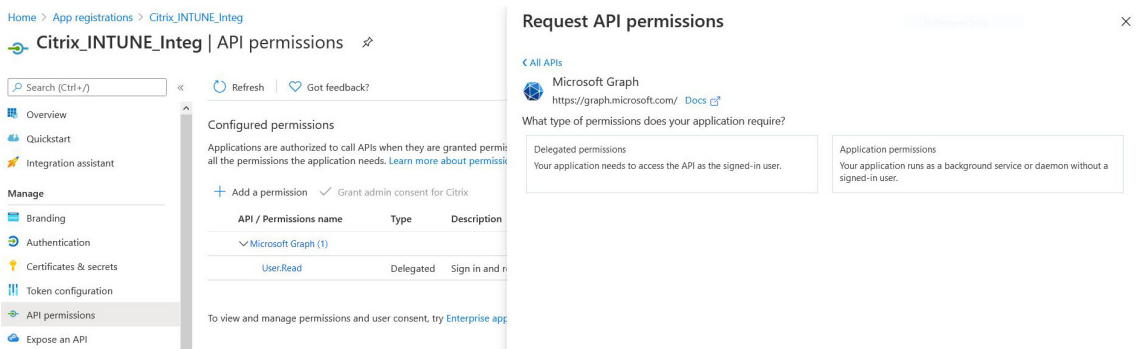 Home > App registrations > Citrix_INTUNE_Integ
Citrix_INTUNE_Integ | API permissions
Search (Ctrl+/)
«
Overview
Quickstart
Integration assistant
Manage
Branding
Authentication
Certificates & secrets
Token configuration
API permissions
Expose an API
Refresh
Got feedback?
Configured permissions
Applications are authorized to call APIs when they are granted permis
all the permissions the application needs. Learn more about permissio
+ Add a permission ✓ Grant admin consent for Citrix
API / Permissions name Type Description
Microsoft Graph (1)
User.Read Delegated Sign in and r
To view and manage permissions and user consent, try Enterprise app
Request API permissions
< All APIs
Microsoft Graph
https://graph.microsoft.com/ Docs
What type of permissions does your application require?
Delegated permissions
Your application needs to access the API as the signed-in user.
Application permissions
Your application runs as a background service or daemon without a
signed-in user.